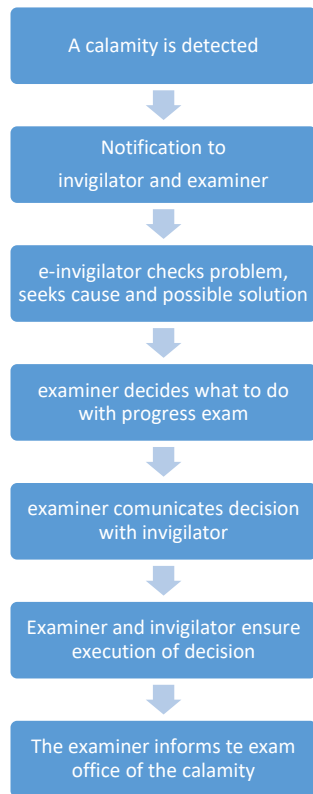 A calamity is detected
Notification to
invigilator and examiner
e-invigilator checks problem,
seeks cause and possible solution
examiner decides what to do
with progress exam
examiner comunicates decision
with invigilator
Examiner and invigilator ensure
execution of decision
The examiner informs te exam
office of the calamity